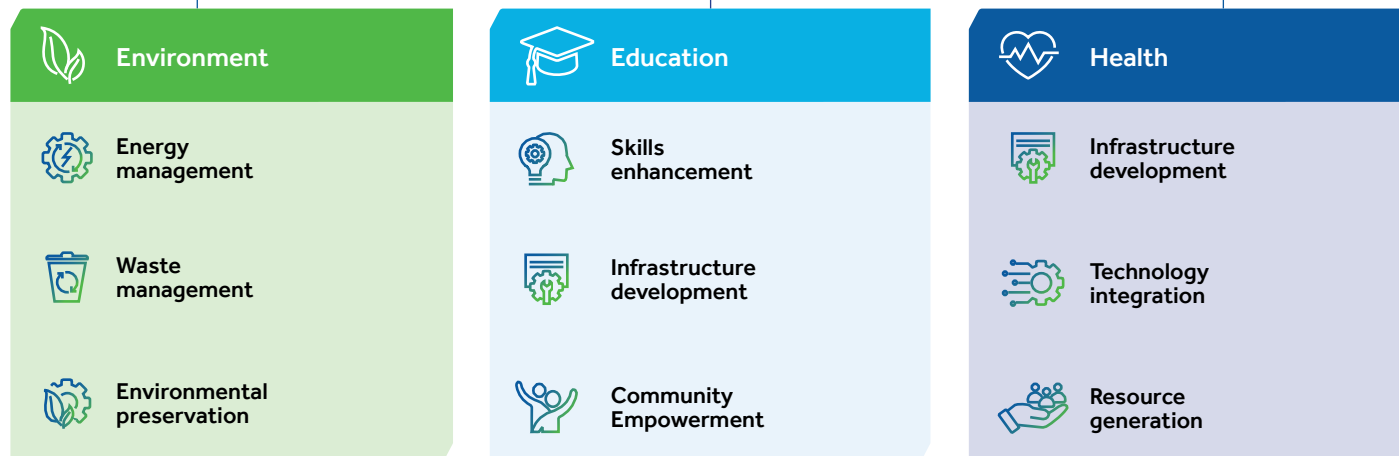 Environment
Energy
management
Waste
management
Environmental
preservation
Education
Skills
enhancement
Infrastructure
development
Community
Empowerment
Health
Infrastructure
development
Technology
integration
Resource
generation